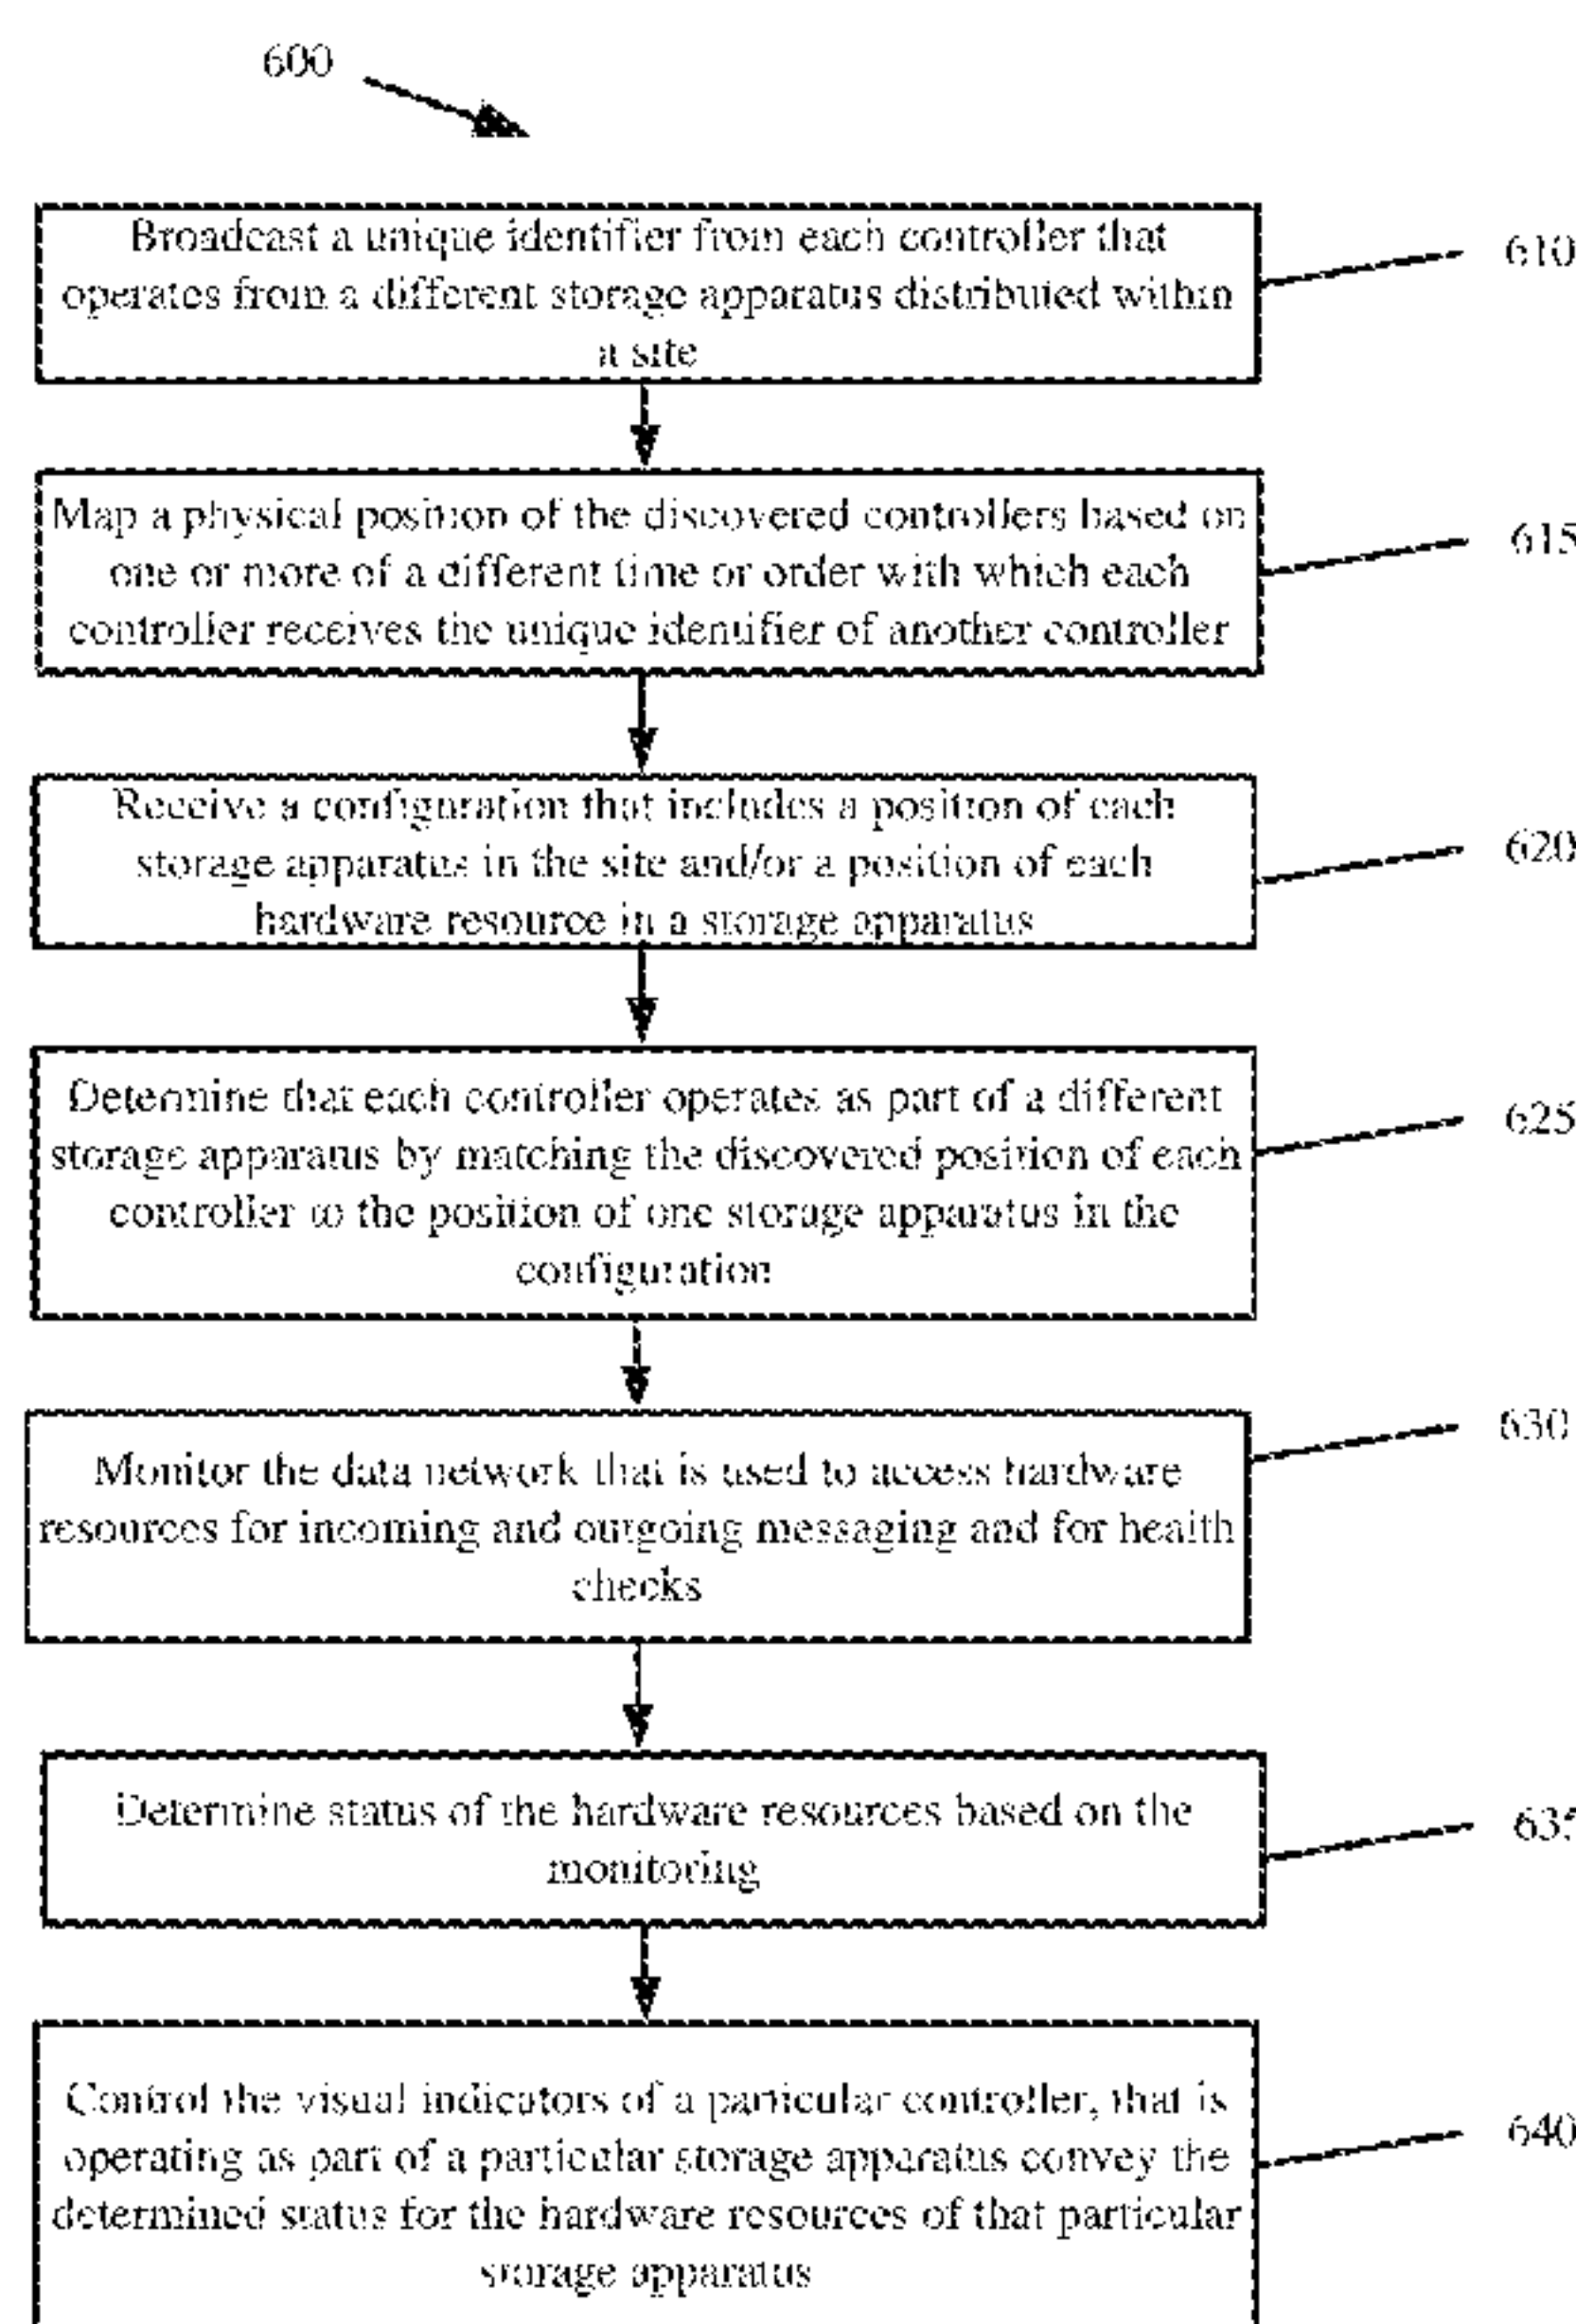 600
Broadcast a unique identifier from each controller that
operates from a different storage apparatus distributed within
a site
610
Map a physical position of the discovered controllers based on
one or more of a different time or order with which each
controller receives the unique identifier of another controller
615
Receive a configuration that includes a position of each
storage apparatus in the site and/or a position of each
hardware resource in a storage apparatus
620
Determine that each controller operates as part of a different
storage apparatus by matching the discovered position of each
controller to the position of one storage apparatus in the
configuration
625
Monitor the data network that is used to access hardware
resources for incoming and outgoing messaging and for health
checks
630
Determine status of the hardware resources based on the
monitoring
635
Control the visual indicators of a particular controller, that is
operating as part of a particular storage apparatus convey the
determined status for the hardware resources of that particular
storage apparatus
640